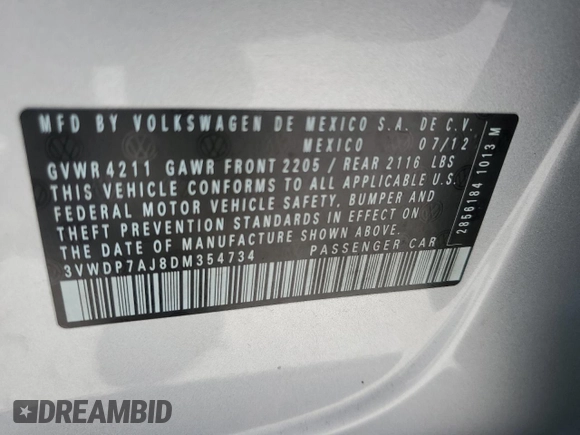 MFD BY VOLKSWAGEN DE MEXICO S.A. DE C.V.
MEXICO 07/12
GVWR 4211 GAWR FRONT 2205 / REAR 2116 LBS
THIS VEHICLE CONFORMS TO ALL APPLICABLE U.S.
FEDERAL MOTOR VEHICLE SAFETY, BUMPER AND
THEFT PREVENTION STANDARDS IN EFFECT ON
THE DATE OF MANUFACTURE SHOWN ABOVE.
3VWDP7AJ8DM354734 PASSENGER CAR
2856184 1013 M
DREAMBID